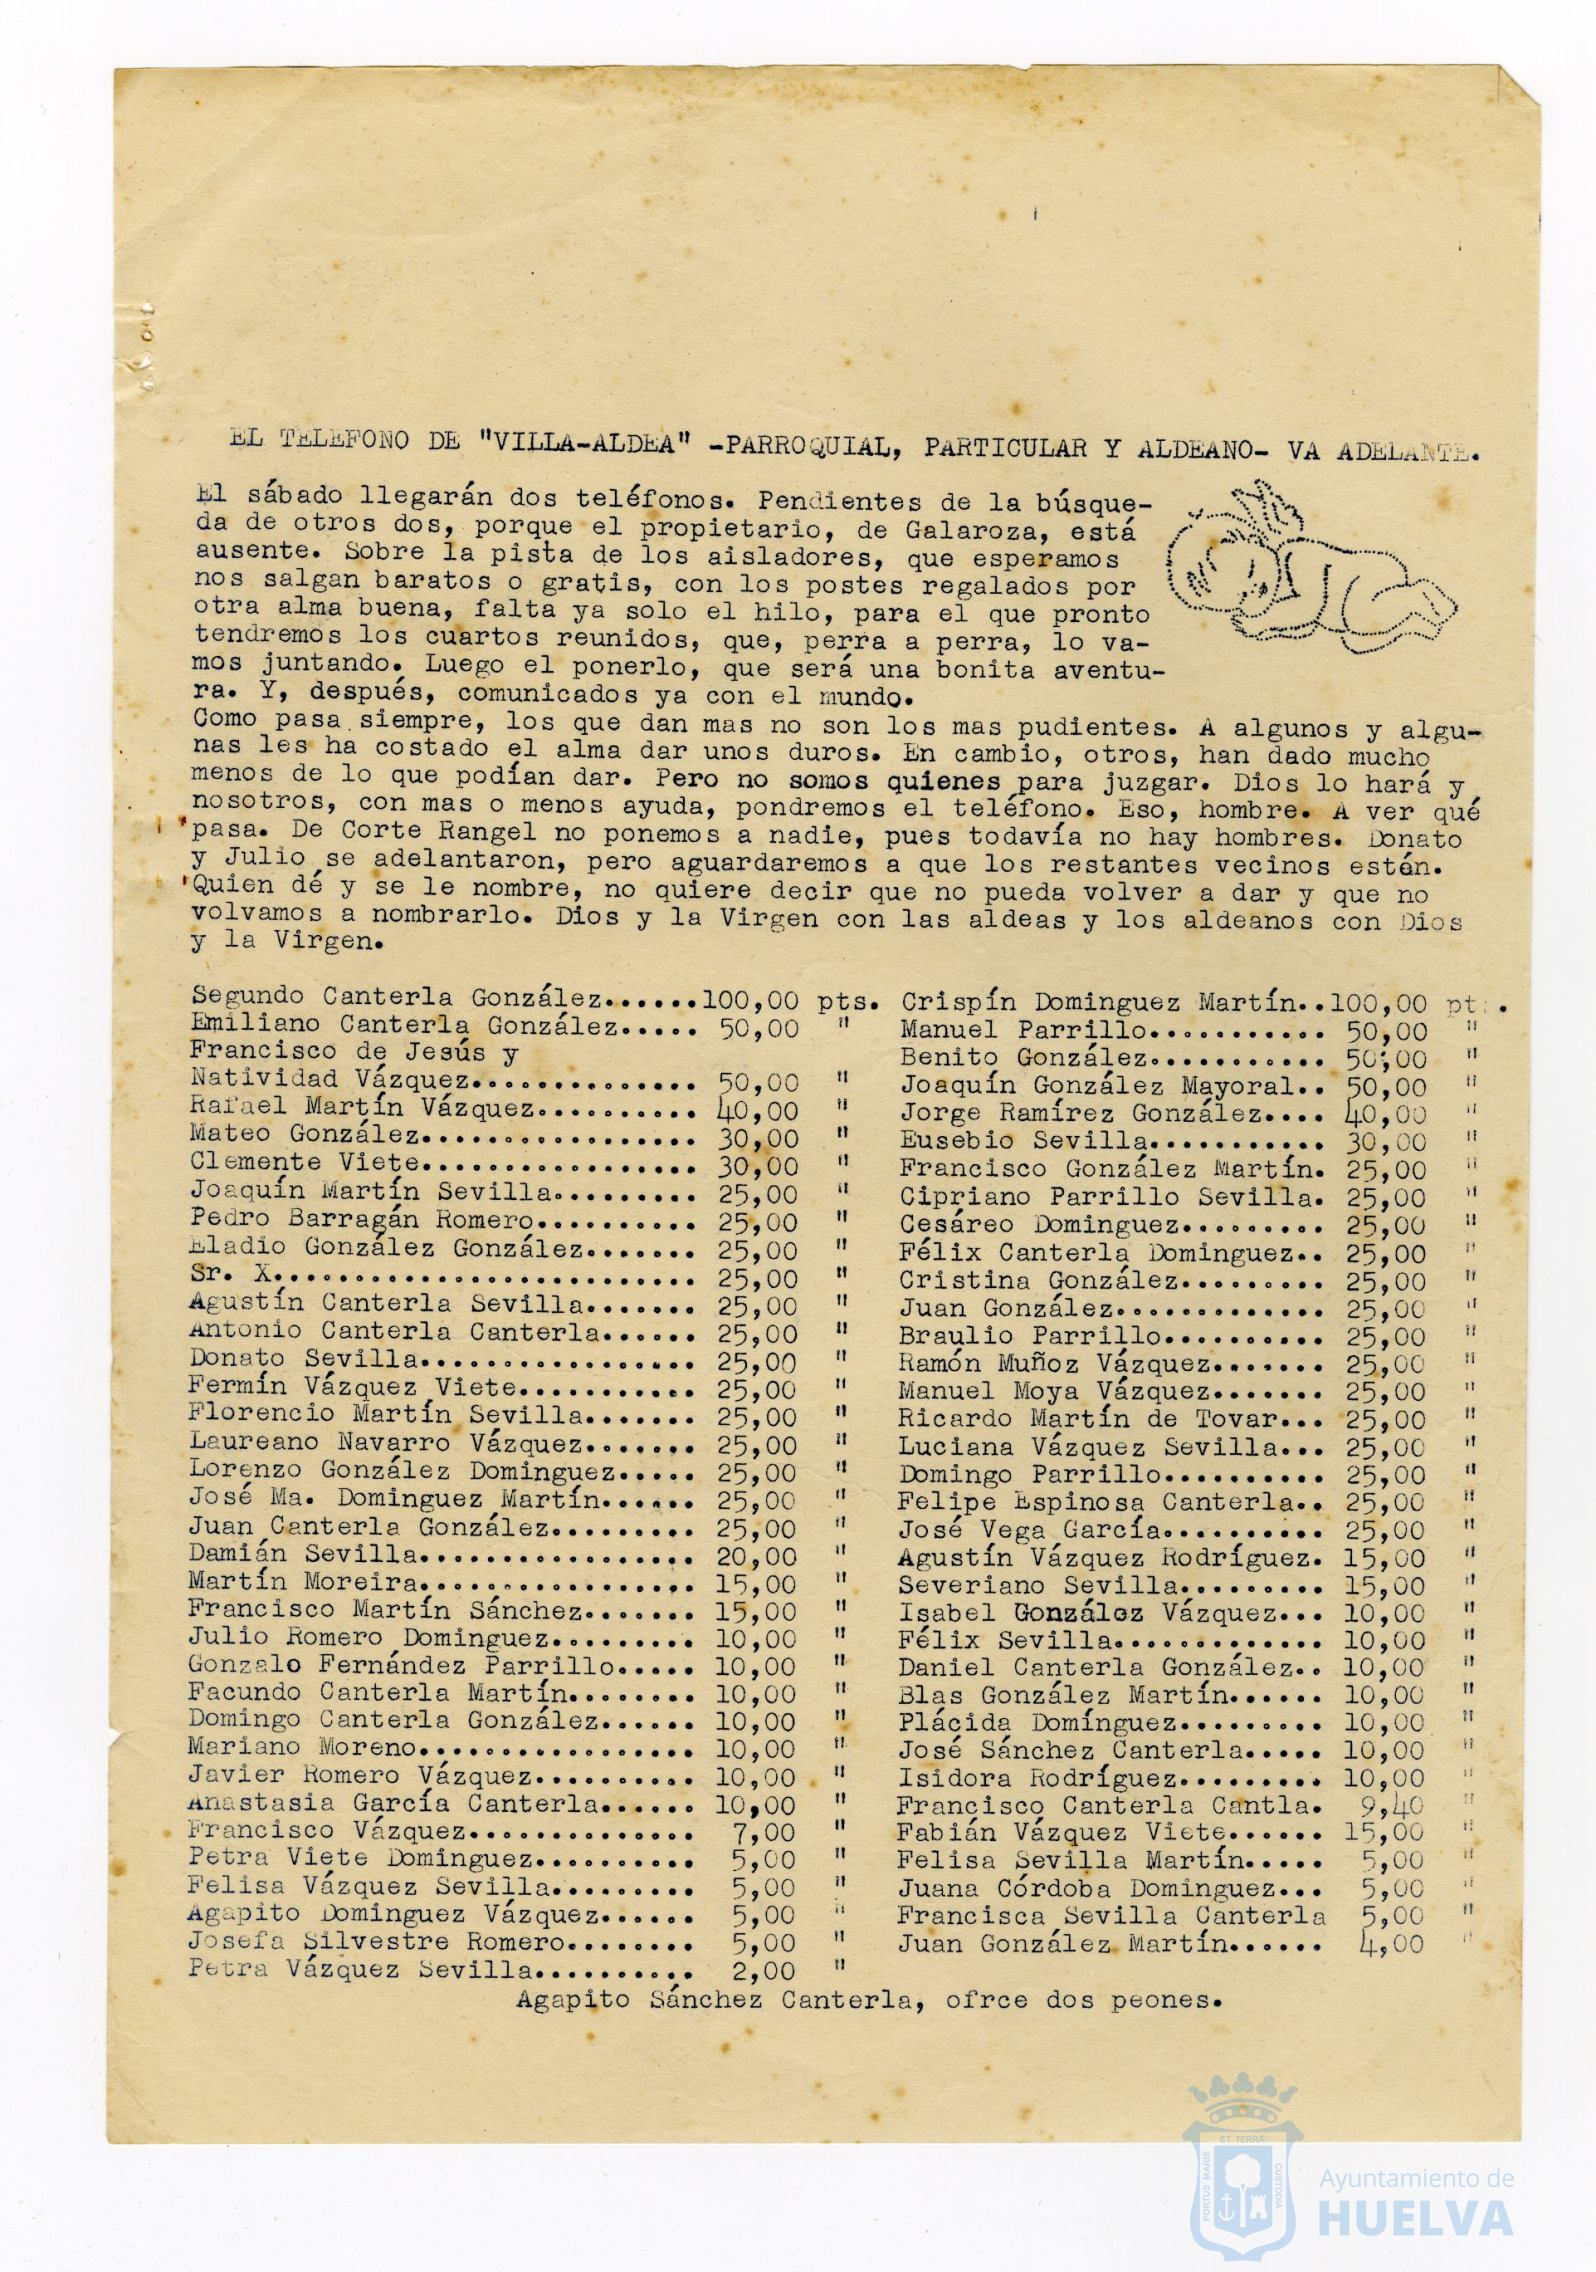 EL TELEFONO DE "VILLA-ALDEA" -PARROQUIAL, PARTICULAR Y ALDEANO- VA ADELANTE.
El sábado llegarán dos teléfonos. Pendientes de la búsque-
da de otros dos, porque el propietario, de Galaroza, está
ausente. Sobre la pista de los aisladores, que esperamos
nos salgan baratos o gratis, con los postes regalados por
otra alma buena, falta ya solo el hilo, para el que pronto
tendremos los cuartos reunidos, que, perra a perra, lo va-
mos juntando. Luego el ponerlo, que será una bonita aventu-
ra. Y, después, comunicados ya con el mundo.
Como pasa siempre, los que dan mas no son los mas pudientes. A algunos y algu-
nas les ha costado el alma dar unos duros. En cambio, otros, han dado mucho
menos de lo que podían dar. Pero no somos quienes para juzgar. Dios lo hará y
nosotros, con mas o menos ayuda, pondremos el teléfono. Eso, hombre. A ver qué
pasa. De Corte Rangel no ponemos a nadie, pues todavía no hay hombres. Donato
y Julio se adelantaron, pero aguardaremos a que los restantes vecinos estén.
Quien dé y se le nombre, no quiere decir que no pueda volver a dar y que no
volvamos a nombrarlo. Dios y la Virgen con las aldeas y los aldeanos con Dios
y la Virgen.
Segundo Canterla González......100,00 pts.
Emiliano Canterla González..... 50,00 "
Francisco de Jesús y
Natividad Vázquez.............. 50,00 "
Rafael Martín Vázquez.......... 40,00 "
Mateo González................. 30,00 "
Clemente Viete................. 30,00 "
Joaquín Martín Sevilla......... 25,00 "
Pedro Barragán Romero.......... 25,00 "
Eladio González González....... 25,00 "
Sr. X.......................... 25,00 "
Agustín Canterla Sevilla....... 25,00 "
Antonio Canterla Canterla...... 25,00 "
Donato Sevilla................. 25,00 "
Fermín Vázquez Viete........... 25,00 "
Florencio Martín Sevilla....... 25,00 "
Laureano Navarro Vázquez....... 25,00 "
Lorenzo González Dominguez..... 25,00 "
José Ma. Dominguez Martín...... 25,00 "
Juan Canterla González......... 25,00 "
Damián Sevilla................. 20,00 "
Martín Moreira................. 15,00 "
Francisco Martín Sánchez....... 15,00 "
Julio Romero Dominguez......... 10,00 "
Gonzalo Fernández Parrillo..... 10,00 "
Facundo Canterla Martín........ 10,00 "
Domingo Canterla González...... 10,00 "
Mariano Moreno................. 10,00 "
Javier Romero Vázquez.......... 10,00 "
Anastasia García Canterla...... 10,00 "
Francisco Vázquez.............. 7,00 "
Petra Viete Dominguez.......... 5,00 "
Felisa Vázquez Sevilla......... 5,00 "
Agapito Dominguez Vázquez...... 5,00 "
Josefa Silvestre Romero........ 5,00 "
Petra Vázquez Sevilla.......... 2,00 "
Crispín Dominguez Martín..100,00 pts.
Manuel Parrillo........... 50,00 "
Benito González........... 50,00 "
Joaquín González Mayoral.. 50,00 "
Jorge Ramírez González.... 40,00 "
Eusebio Sevilla........... 30,00 "
Francisco González Martín. 25,00 "
Cipriano Parrillo Sevilla. 25,00 "
Cesáreo Dominguez......... 25,00 "
Félix Canterla Dominguez.. 25,00 "
Cristina González......... 25,00 "
Juan González............. 25,00 "
Braulio Parrillo.......... 25,00 "
Ramón Muñoz Vázquez....... 25,00 "
Manuel Moya Vázquez....... 25,00 "
Ricardo Martín de Tovar... 25,00 "
Luciana Vázquez Sevilla... 25,00 "
Domingo Parrillo.......... 25,00 "
Felipe Espinosa Canterla.. 25,00 "
José Vega García.......... 25,00 "
Agustín Vázquez Rodríguez. 15,00 "
Severiano Sevilla......... 15,00 "
Isabel González Vázquez... 10,00 "
Félix Sevilla............. 10,00 "
Daniel Canterla González.. 10,00 "
Blas González Martín...... 10,00 "
Plácida Domínguez......... 10,00 "
José Sánchez Canterla..... 10,00 "
Isidora Rodríguez......... 10,00 "
Francisco Canterla Cantla. 9,40 "
Fabián Vázquez Viete...... 15,00 "
Felisa Sevilla Martín..... 5,00 "
Juana Córdoba Dominguez... 5,00 "
Francisca Sevilla Canterla 5,00 "
Juan González Martín...... 4,00 "
Agapito Sánchez Canterla, ofrce dos peones.
PORTUS MARIS
ET TERRA
CUSTODIA
Ayuntamiento de
HUELVA